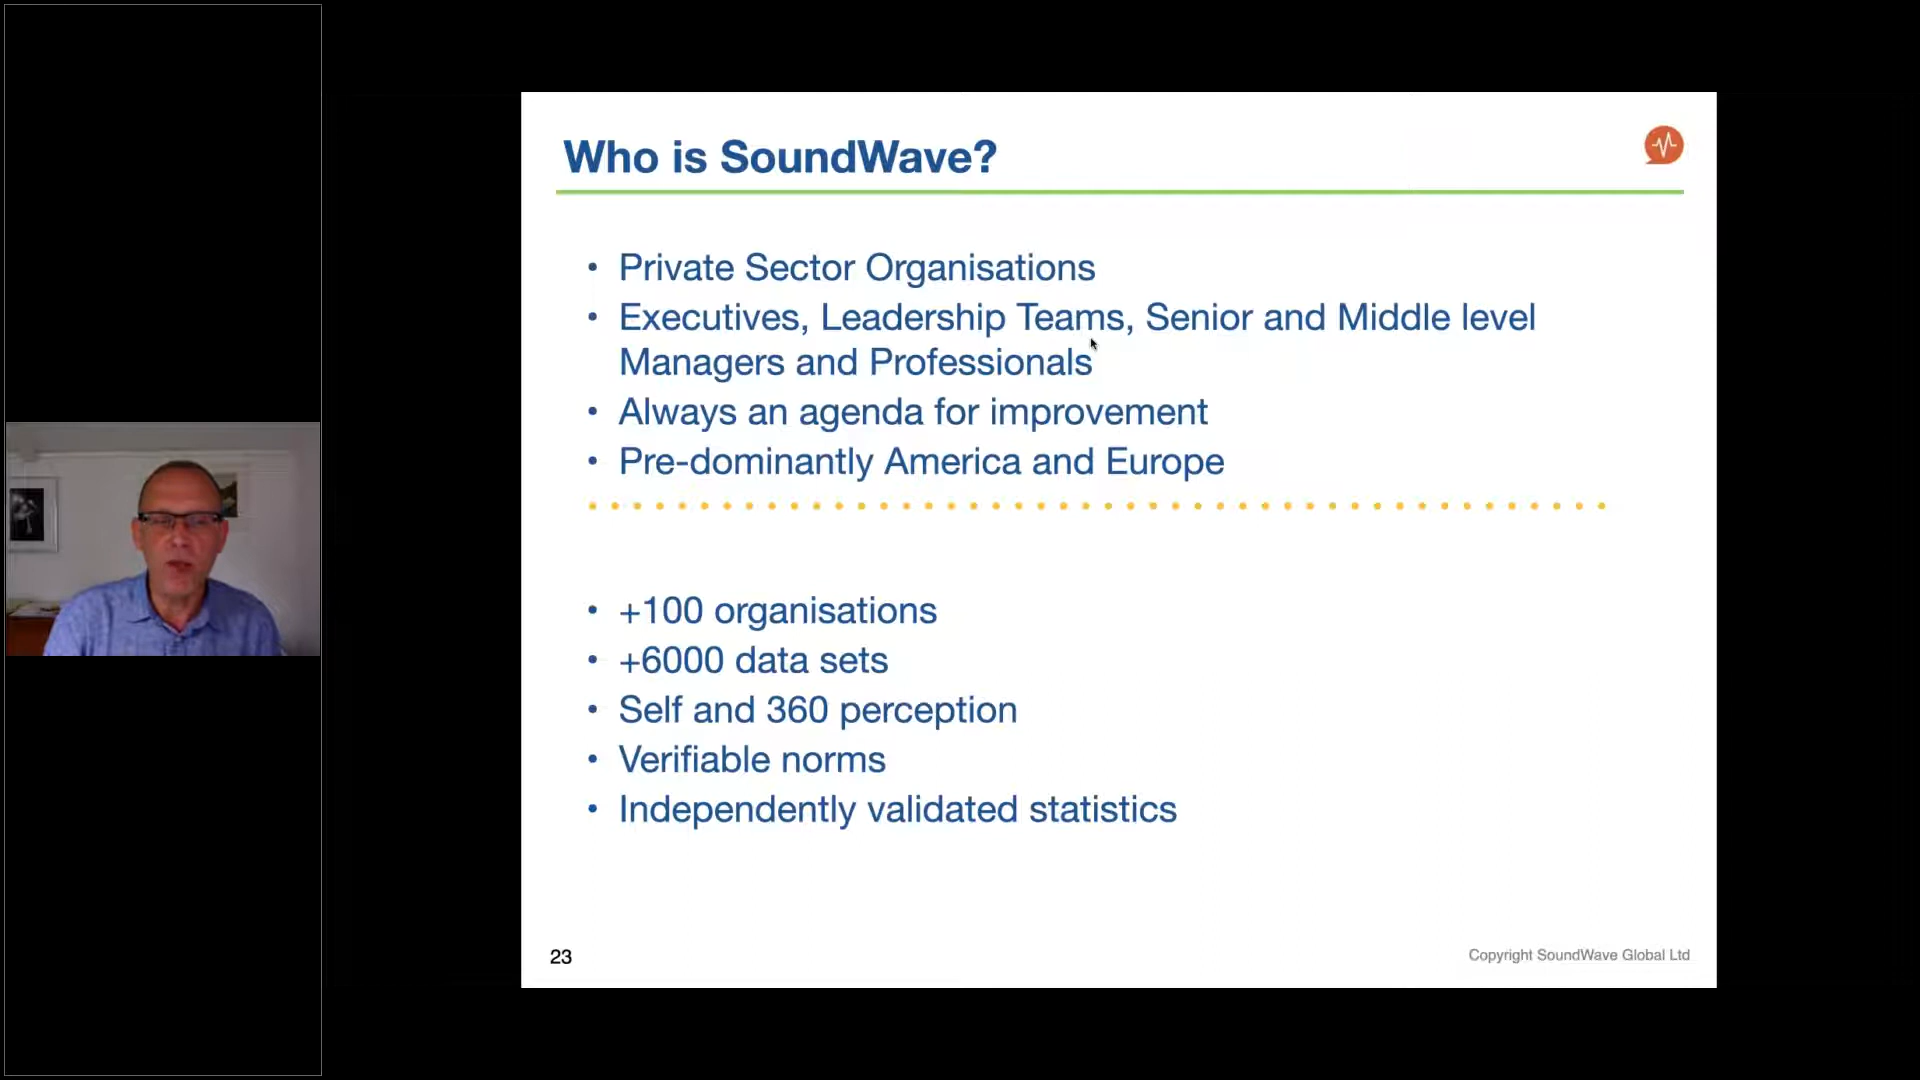 Who is SoundWave?
• Private Sector Organisations
• Executives, Leadership Teams, Senior and Middle level
Managers and Professionals
• Always an agenda for improvement
• Pre-dominantly America and Europe
• +100 organisations
• +6000 data sets
• Self and 360 perception
• Verifiable norms
• Independently validated statistics
23
Copyright SoundWave Global Ltd